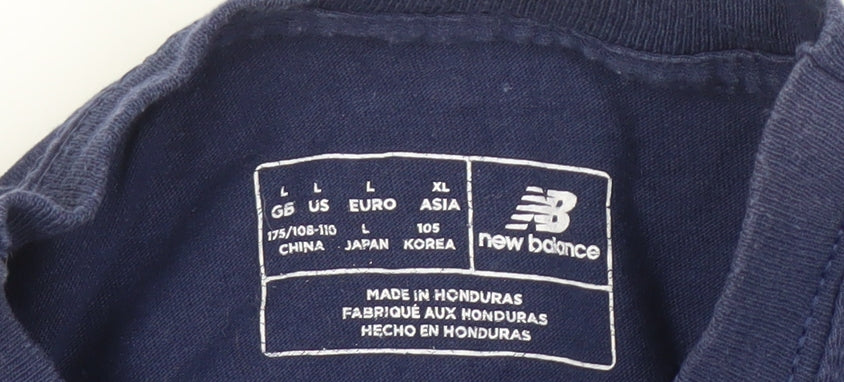 L L L XL
GB US EURO ASIA
175/108-110 L 105
CHINA JAPAN KOREA
NB
new balance
MADE IN HONDURAS
FABRIQUÉ AUX HONDURAS
HECHO EN HONDURAS